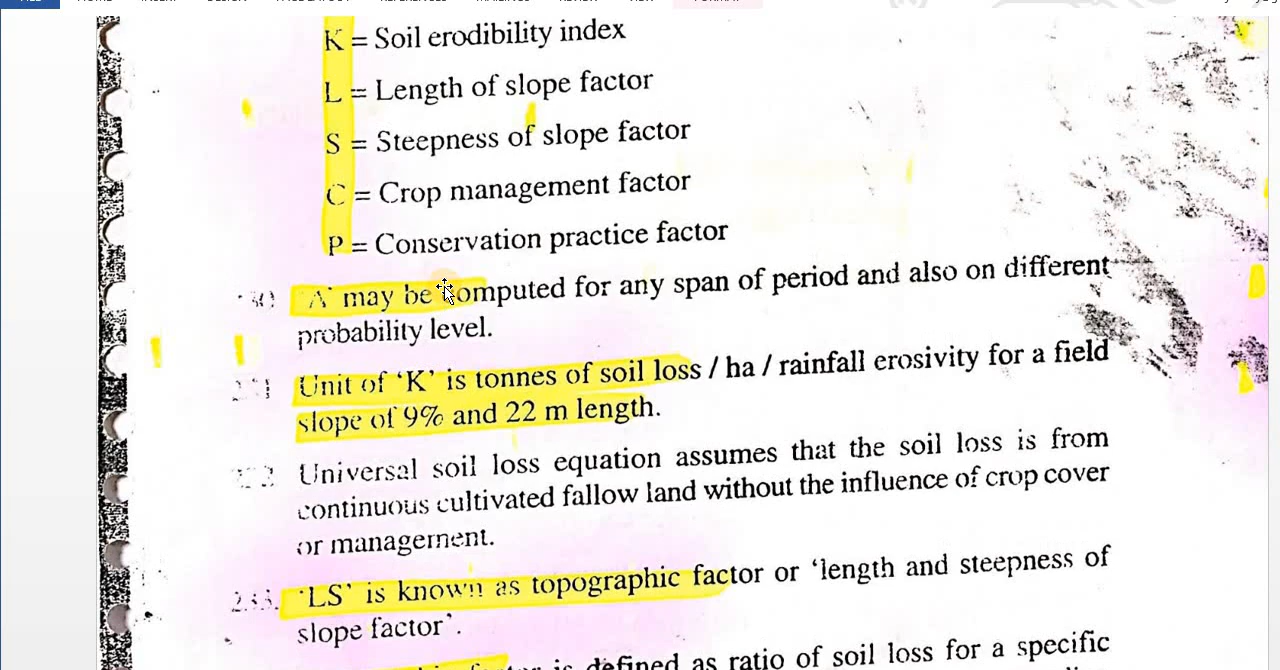 K = Soil erodibility index
L = Length of slope factor
S = Steepness of slope factor
C = Crop management factor
P = Conservation practice factor
'A' may be computed for any span of period and also on different
probability level.
Unit of 'K' is tonnes of soil loss / ha / rainfall erosivity for a field
slope of 9% and 22 m length.
Universal soil loss equation assumes that the soil loss is from
continuous cultivated fallow land without the influence of crop cover
or management.
233. 'LS' is known as topographic factor or 'length and steepness of
slope factor'.
is defined as ratio of soil loss for a specific